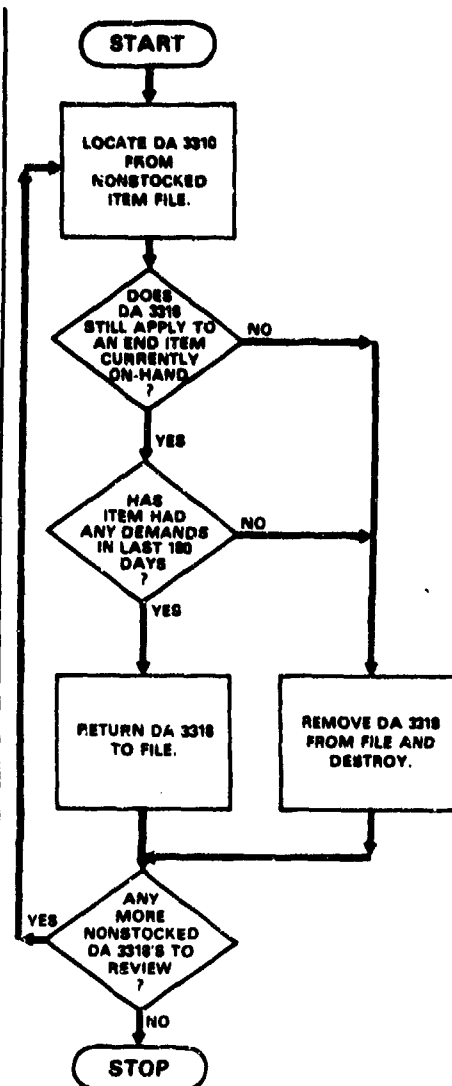 START
LOCATE DA 3310
FROM
NONSTOCKED
ITEM FILE.
DOES
DA 3318
STILL APPLY TO
AN END ITEM
CURRENTLY
ON-HAND
?
NO
YES
HAS
ITEM HAD
ANY DEMANDS
IN LAST 180
DAYS
?
NO
YES
RETURN DA 3318
TO FILE.
REMOVE DA 3318
FROM FILE AND
DESTROY.
ANY
MORE
NONSTOCKED
DA 3318'S TO
REVIEW
?
YES
NO
STOP